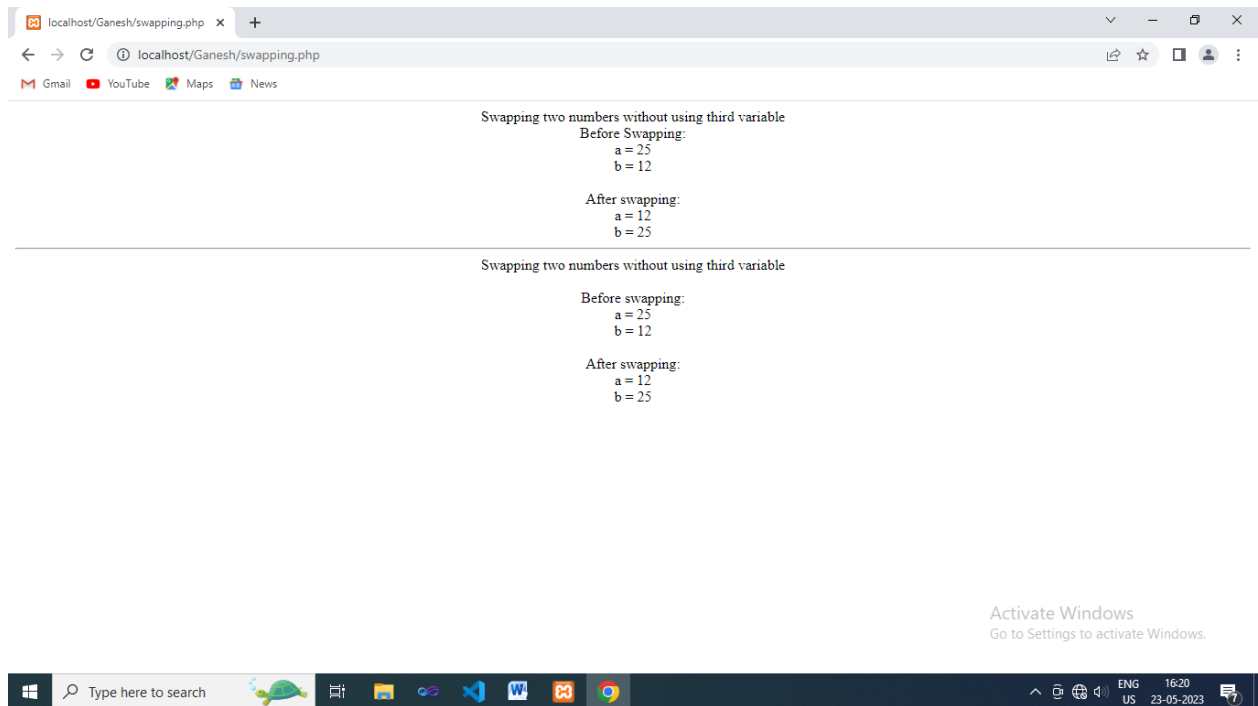 localhost/Ganesh/swapping.php
localhost/Ganesh/swapping.php
Gmail YouTube Maps News
Swapping two numbers without using third variable
Before Swapping:
a = 25
b = 12
After swapping:
a = 12
b = 25
Swapping two numbers without using third variable
Before swapping:
a = 25
b = 12
After swapping:
a = 12
b = 25
Activate Windows
Go to Settings to activate Windows.
Type here to search
ENG 16:20
US 23-05-2023
7